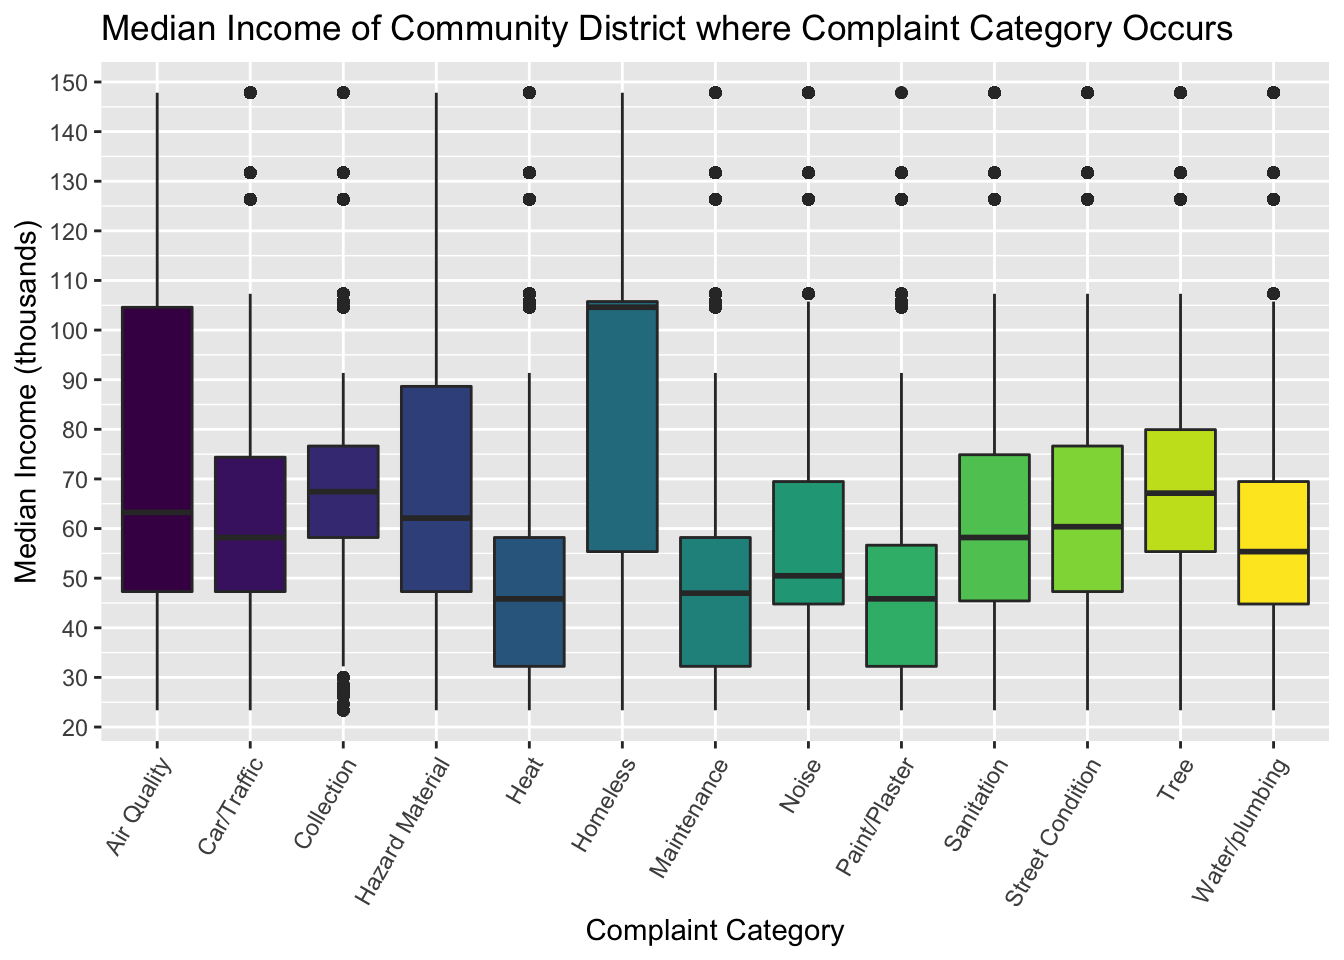 Median Income of Community District where Complaint Category Occurs
Median Income (thousands)
150
140
130
120
110
100
90
80
70
60
50
40
30
20
Air Quality
Car/Traffic
Collection
Hazard Material
Heat
Homeless
Maintenance
Noise
Paint/Plaster
Sanitation
Street Condition
Tree
Water/plumbing
Complaint Category